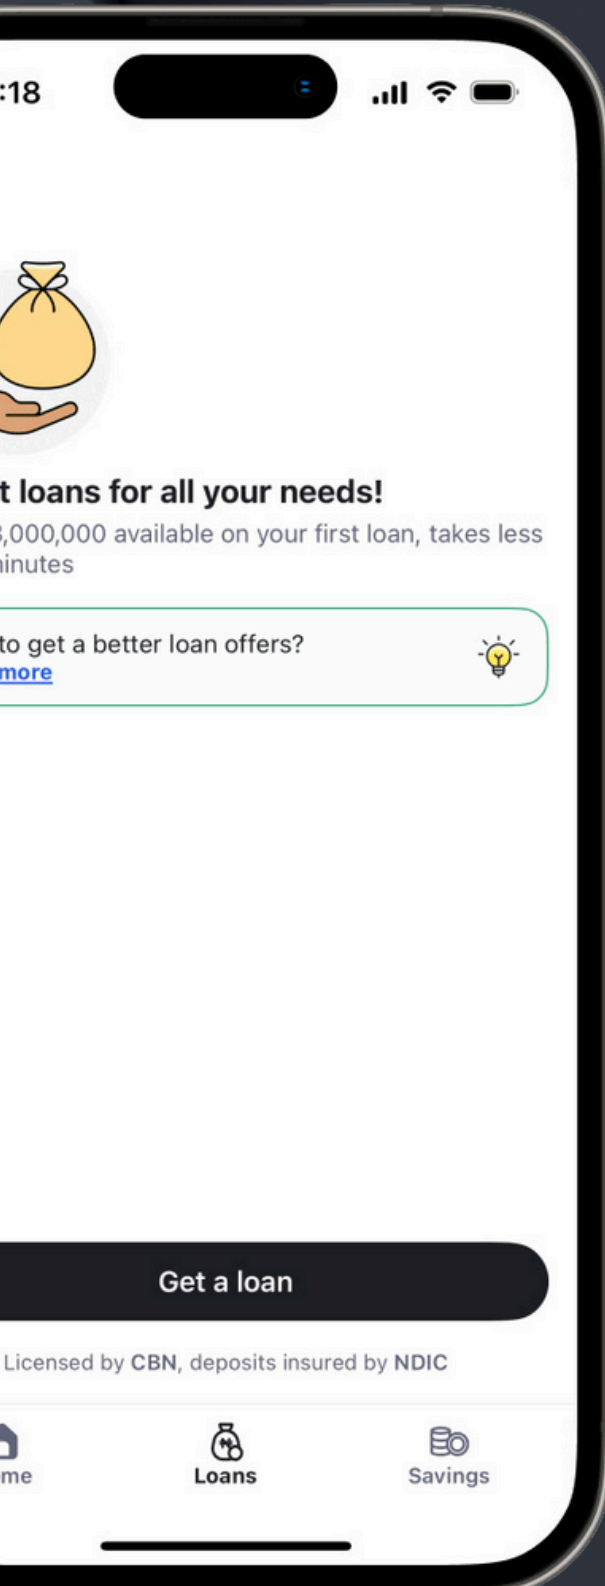 :18
t loans for all your needs!
,000,000 available on your first loan, takes less
inutes
to get a better loan offers?
more
Get a loan
Licensed by CBN, deposits insured by NDIC
me
Loans
Savings